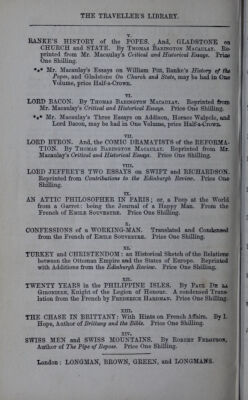 THE TRAVELLER'S LIBRARY.
V.
RANKE'S HISTORY of the POPES. And, GLADSTONE on
CHURCH and STATE. By THOMAS BABINGTON MACAULAY. Re-
printed from Mr. Macaulay's Critical and Historical Essays. Price
One Shilling.
*** Mr. Macaulay's Essays on William Pitt, Ranke's History of the
Popes, and Gladstone On Church and State, may be had in One
Volume, price Half-a-Crown.
VI.
LORD BACON. By THOMAS BABINGTON MACAULAY. Reprinted from
Mr. Macaulay's Critical and Historical Essays. Price One Shilling.
*** Mr. Macaulay's Three Essays on Addison, Horace Walpole, and
Lord Bacon, may be had in One Volume, price Half-a-Crown.
VII.
LORD BYRON. And, the COMIC DRAMATISTS of the REFORMA-
TION. By THOMAS BABINGTON MACAULAY. Reprinted from Mr.
Macaulay's Critical and Historical Essays. Price One Shilling.
VIII.
LORD JEFFREY'S TWO ESSAYS on SWIFT and RICHARDSON.
Reprinted from Contributions to the Edinburgh Review. Price One
Shilling.
IX.
AN ATTIC PHILOSOPHER IN PARIS; or, a Peep at the World
from a Garret: being the Journal of a Happy Man. From the
French of EMILE SOUVESTRE. Price One Shilling.
X.
CONFESSIONS of a WORKING-MAN. Translated and Condensed
from the French of EMILE SOUVESTRE. Price One Shilling.
XI.
TURKEY and CHRISTENDOM: an Historical Sketch of the Relations
between the Ottoman Empire and the States of Europe. Reprinted
with Additions from the Edinburgh Review. Price One Shilling.
XII.
TWENTY YEARS in the PHILIPPINE ISLES. By PAUL DE LA
GIRONIERE, Knight of the Legion of Honour. A condensed Trans-
lation from the French by FREDERICK HARDMAN. Price One Shilling.
XIII.
THE CHASE IN BRITTANY: With Hints on French Affairs. By I.
Hope, Author of Brittany and the Bible. Price One Shilling.
XIV.
SWISS MEN and SWISS MOUNTAINS. By ROBERT FERGUSON,
Author of The Pipe of Repose. Price One Shilling.
London: LONGMAN, BROWN, GREEN, and LONGMANS.